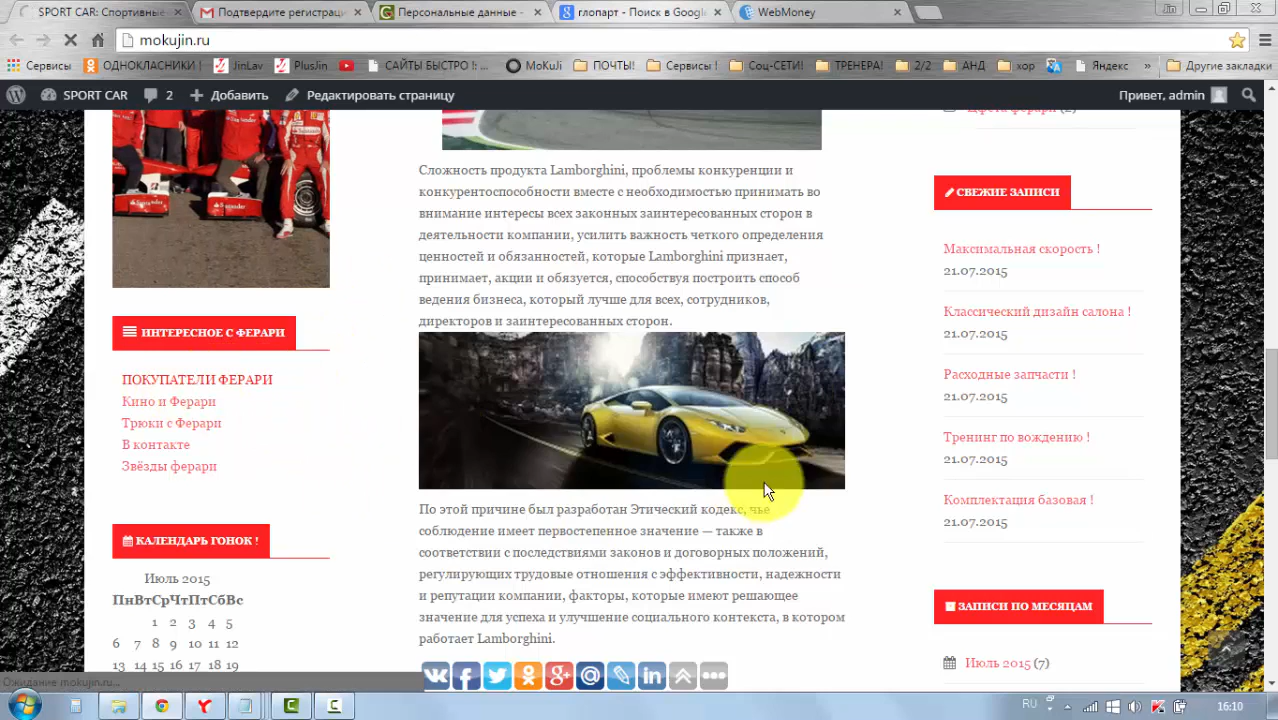 SPORT CAR: Спортивные
Подтвердите регистраци
Персональные данные -
глопарт - Поиск в Google
WebMoney
Jin
mokujin.ru
Сервисы
ОДНОКЛАСНИКИ
JinLav
PlusJin
САЙТЫ БЫСТРО !: ...
MoKuJi
ПОЧТЫ!
Сервисы !
Соц-СЕТИ!
ТРЕНЕРА!
2/2
АНД
хор
Яндекс
»
Другие закладки
SPORT CAR
2
Добавить
Редактировать страницу
Привет, admin
Цвета ферари (2)
Santander
Сложность продукта Lamborghini, проблемы конкуренции и
конкурентоспособности вместе с необходимостью принимать во
внимание интересы всех законных заинтересованных сторон в
деятельности компании, усилить важность четкого определения
ценностей и обязанностей, которые Lamborghini признает,
принимает, акции и обязуется, способствуя построить способ
ведения бизнеса, который лучше для всех, сотрудников,
директоров и заинтересованных сторон.
По этой причине был разработан Этический кодекс, чье
соблюдение имеет первостепенное значение — также в
соответствии с последствиями законов и договорных положений,
регулирующих трудовые отношения с эффективности, надежности
и репутации компании, факторы, которые имеют решающее
значение для успеха и улучшение социального контекста, в котором
работает Lamborghini.
ИНТЕРЕСНОЕ С ФЕРАРИ
ПОКУПАТЕЛИ ФЕРАРИ
Кино и Ферари
Трюки с Ферари
В контакте
Звёзды ферари
КАЛЕНДАРЬ ГОНОК !
Июль 2015
ПнВтСрЧтПтСбВс
1 2 3 4 5
6 7 8 9 10 11 12
13 14 15 16 17 18 19
СВЕЖИЕ ЗАПИСИ
Максимальная скорость !
21.07.2015
Классический дизайн салона !
21.07.2015
Расходные запчасти !
21.07.2015
Тренинг по вождению !
21.07.2015
Комплектация базовая !
21.07.2015
ЗАПИСИ ПО МЕСЯЦАМ
Июль 2015 (7)
Ожидание mokujin.ru...
RU
16:10